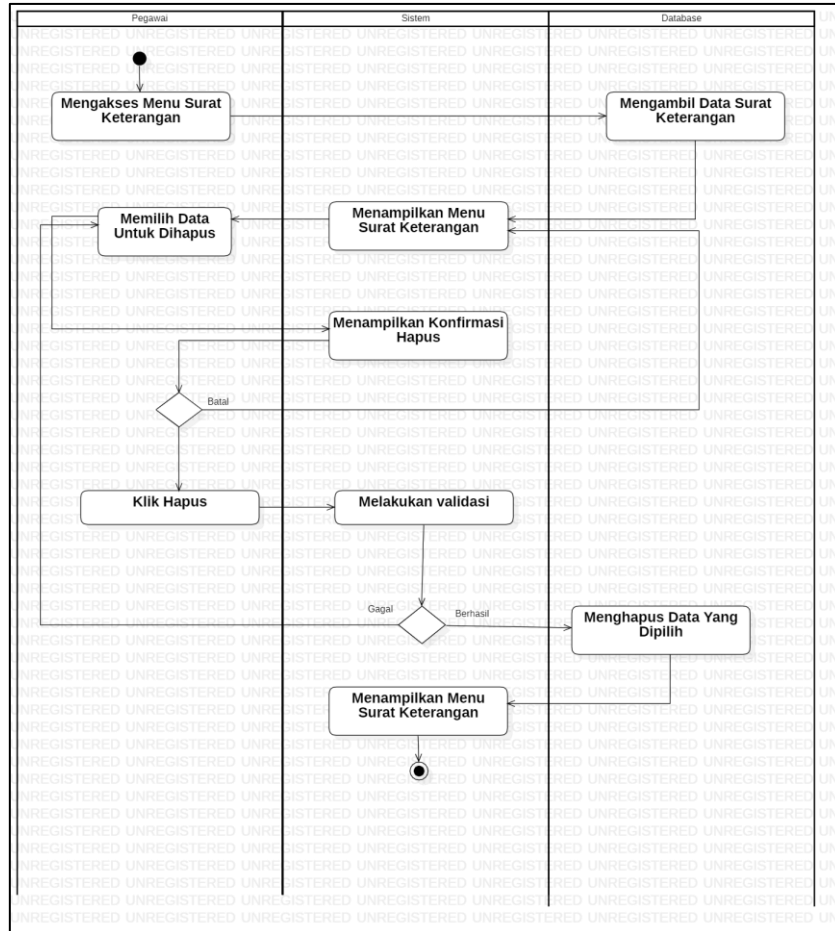 Pegawai
Sistem
Database
Mengakses Menu Surat
Keterangan
Mengambil Data Surat
Keterangan
Memilih Data
Untuk Dihapus
Menampilkan Menu
Surat Keterangan
Menampilkan Konfirmasi
Hapus
Batal
Klik Hapus
Melakukan validasi
Gagal
Berhasil
Menghapus Data Yang
Dipilih
Menampilkan Menu
Surat Keterangan